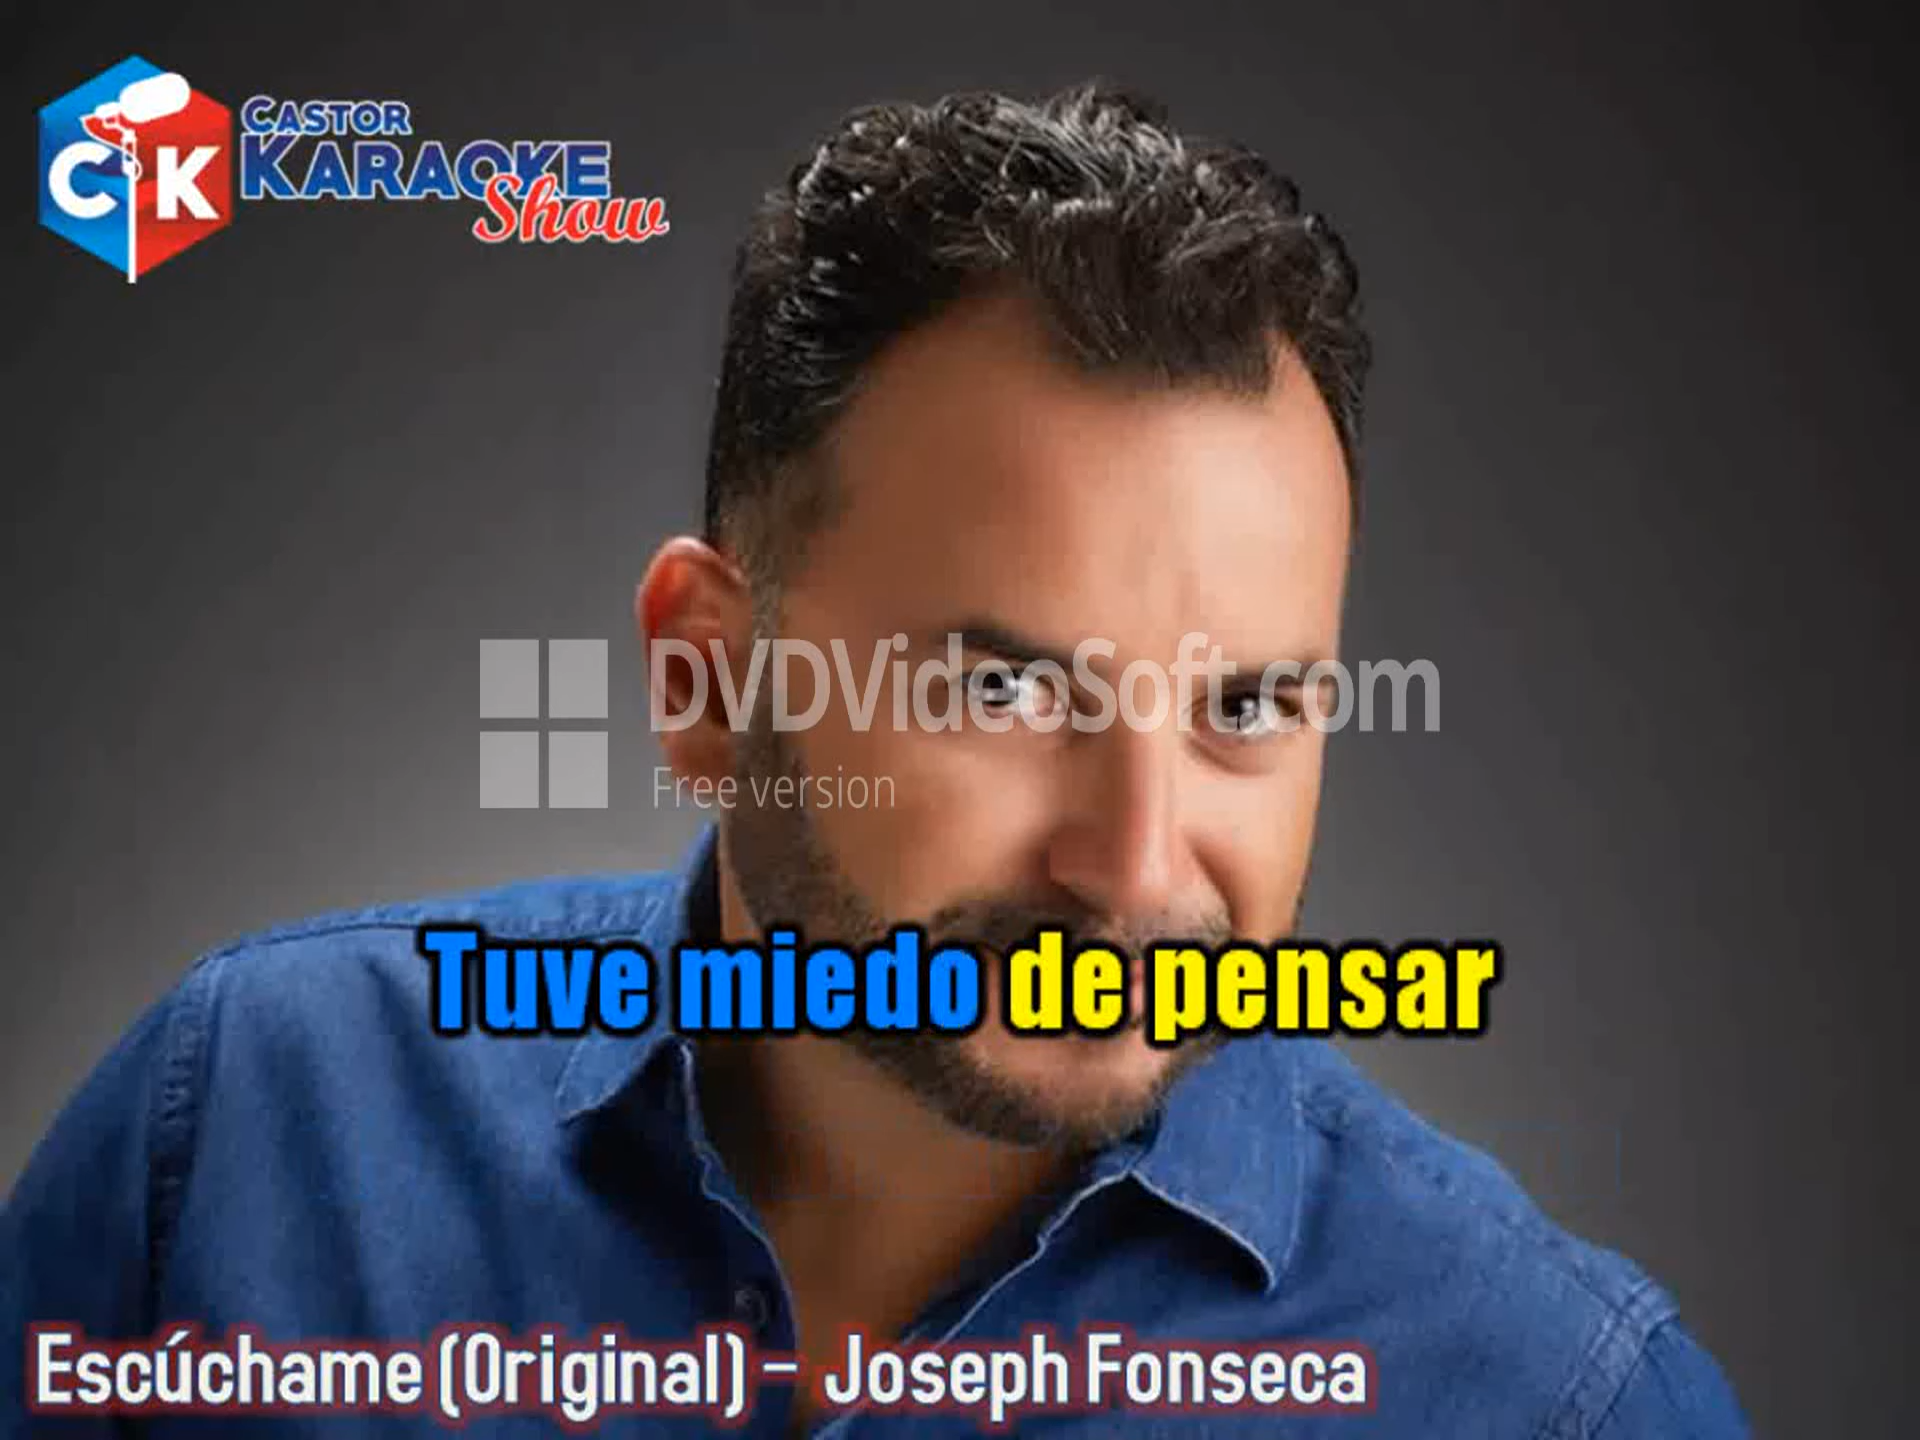 CK
CASTOR
KARAOKE
Show
DVDVideoSoft.com
Free version
Tuve miedo de pensar
Escúchame (Original) - Joseph Fonseca